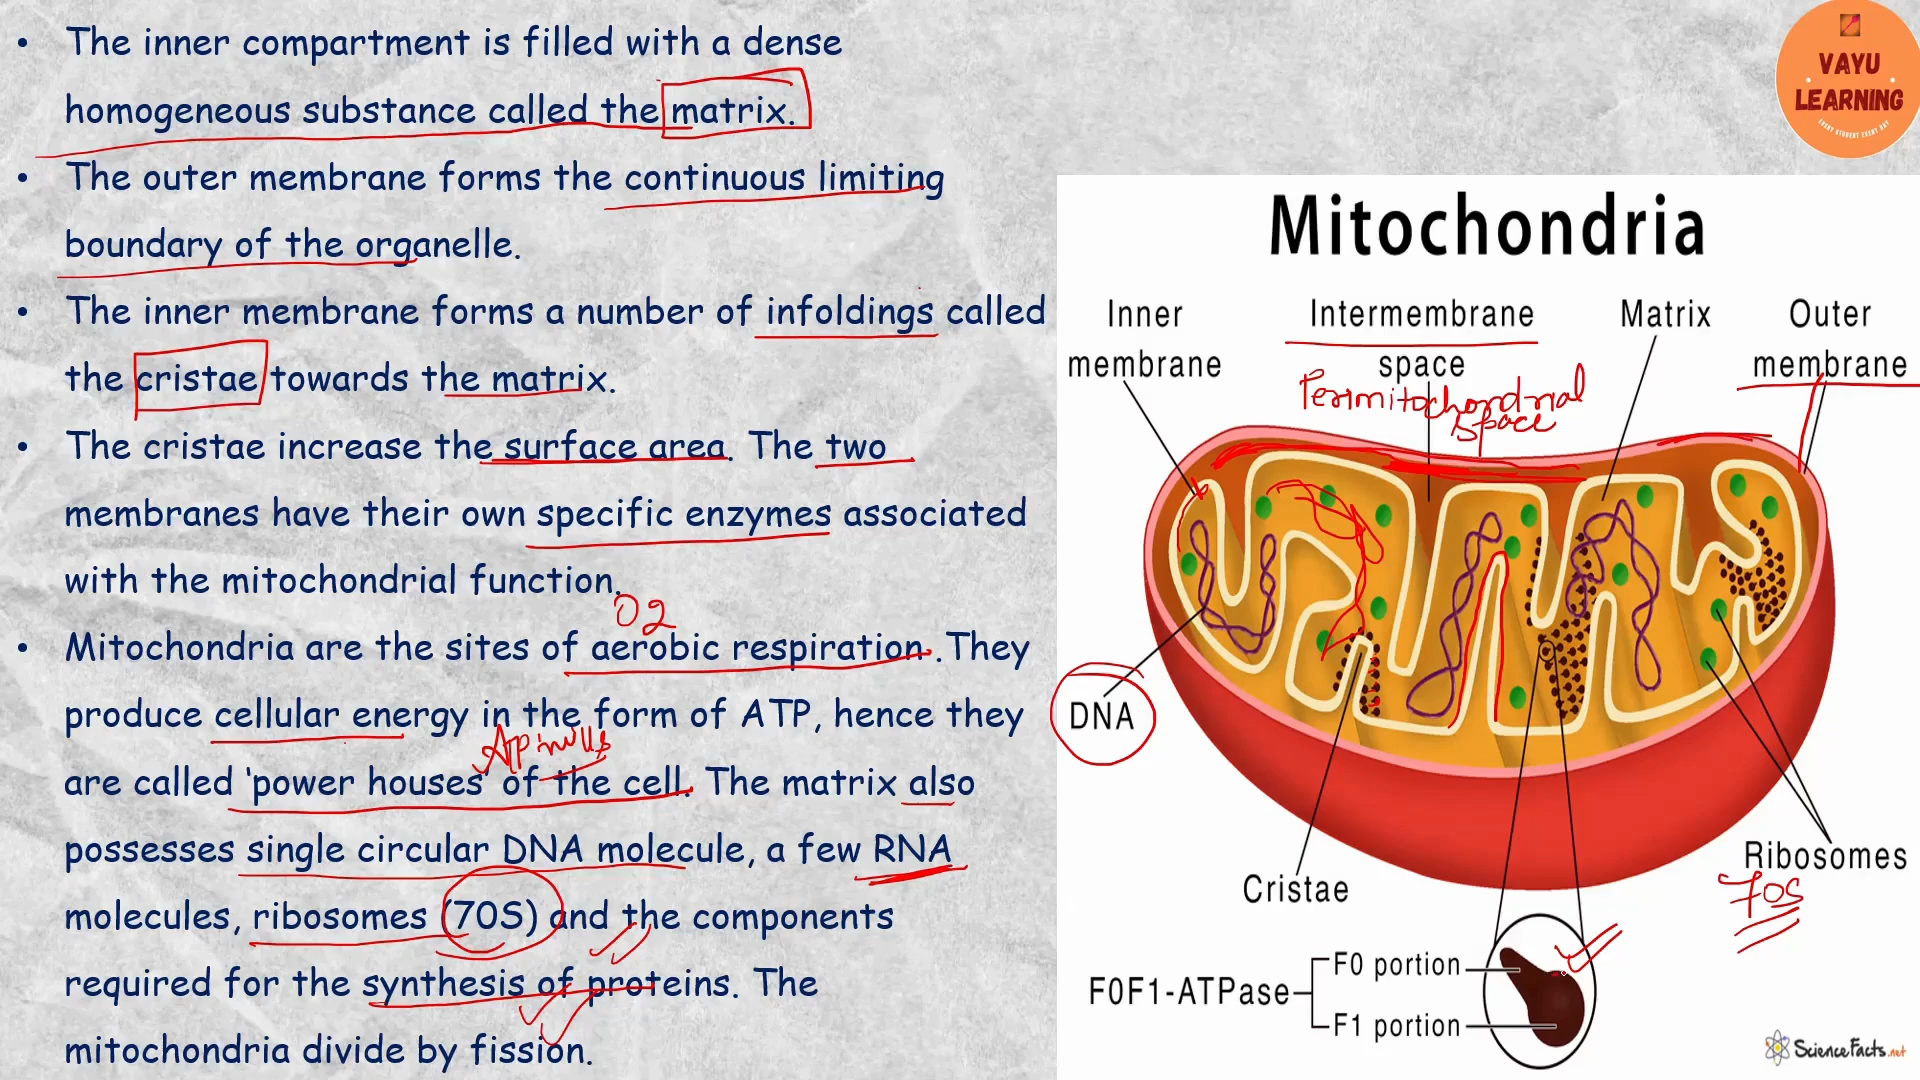 • The inner compartment is filled with a dense
homogeneous substance called the matrix.
• The outer membrane forms the continuous limiting
boundary of the organelle.
• The inner membrane forms a number of infoldings called
the cristae towards the matrix.
• The cristae increase the surface area. The two
membranes have their own specific enzymes associated
with the mitochondrial function.
O2
• Mitochondria are the sites of aerobic respiration. They
produce cellular energy in the form of ATP, hence they
are called ‘power houses’ of the cell. The matrix also
possesses single circular DNA molecule, a few RNA
molecules, ribosomes (70S) and the components
required for the synthesis of proteins. The
mitochondria divide by fission.
VAYU
LEARNING
EVERY STUDENT EVERY DAY
Mitochondria
Inner
membrane
Intermembrane
space
Perimitochondrial
space
Matrix
Outer
membrane
DNA
Cristae
Ribosomes
70S
F0F1-ATPase
F0 portion
F1 portion
ScienceFacts.net